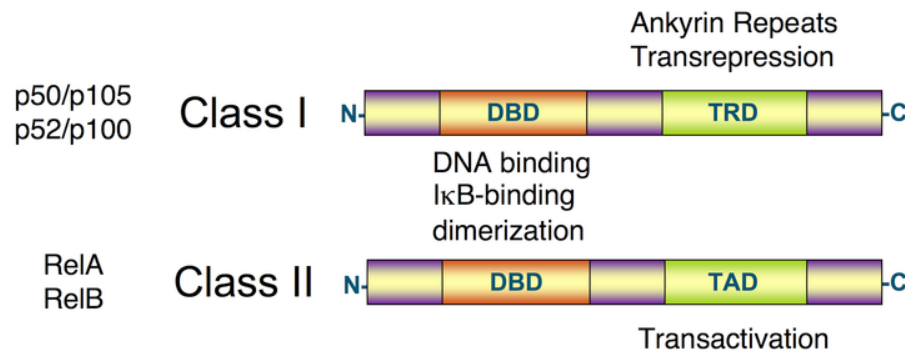 Ankyrin Repeats
Transrepression
p50/p105
p52/p100
Class I
N- DBD TRD -C
DNA binding
IκB-binding
dimerization
RelA
RelB
Class II
N- DBD TAD -C
Transactivation